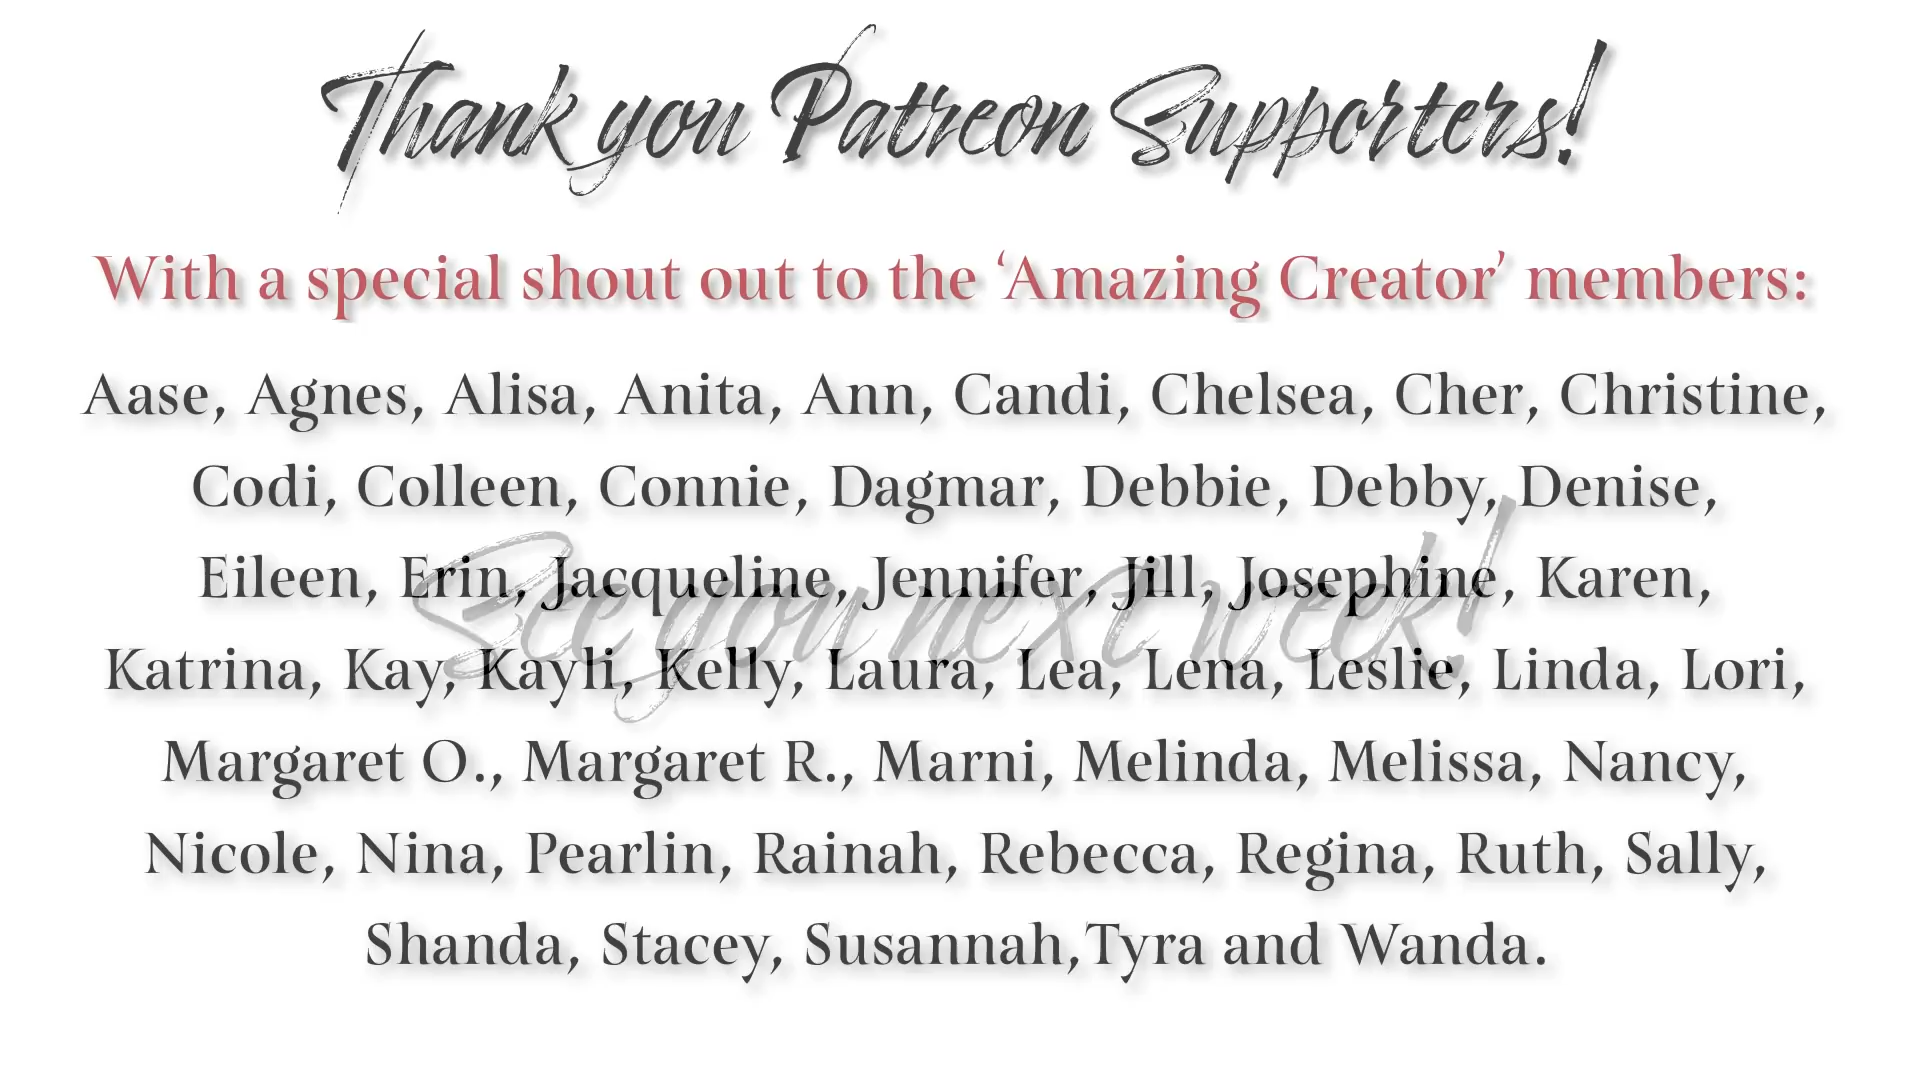 Thank you Patreon Supporters!
With a special shout out to the ‘Amazing Creator’ members:
Aase, Agnes, Alisa, Anita, Ann, Candi, Chelsea, Cher, Christine,
Codi, Colleen, Connie, Dagmar, Debbie, Debby, Denise,
Eileen, Erin, Jacqueline, Jennifer, Jill, Josephine, Karen,
See you next week!
Katrina, Kay, Kayli, Kelly, Laura, Lea, Lena, Leslie, Linda, Lori,
Margaret O., Margaret R., Marni, Melinda, Melissa, Nancy,
Nicole, Nina, Pearlin, Rainah, Rebecca, Regina, Ruth, Sally,
Shanda, Stacey, Susannah,Tyra and Wanda.